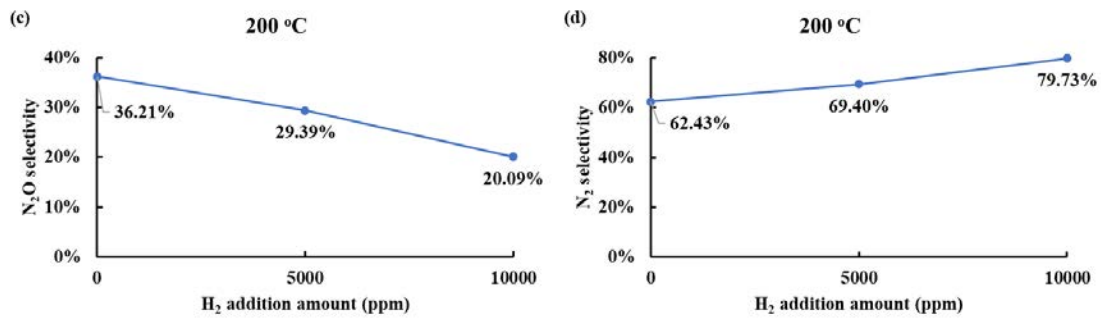 (c)
200 °C
40%
30%
20%
10%
0%
N₂O selectivity
36.21%
29.39%
20.09%
0 5000 10000
H₂ addition amount (ppm)
(d)
200 °C
80%
60%
40%
20%
0%
N₂ selectivity
62.43%
69.40%
79.73%
0 5000 10000
H₂ addition amount (ppm)